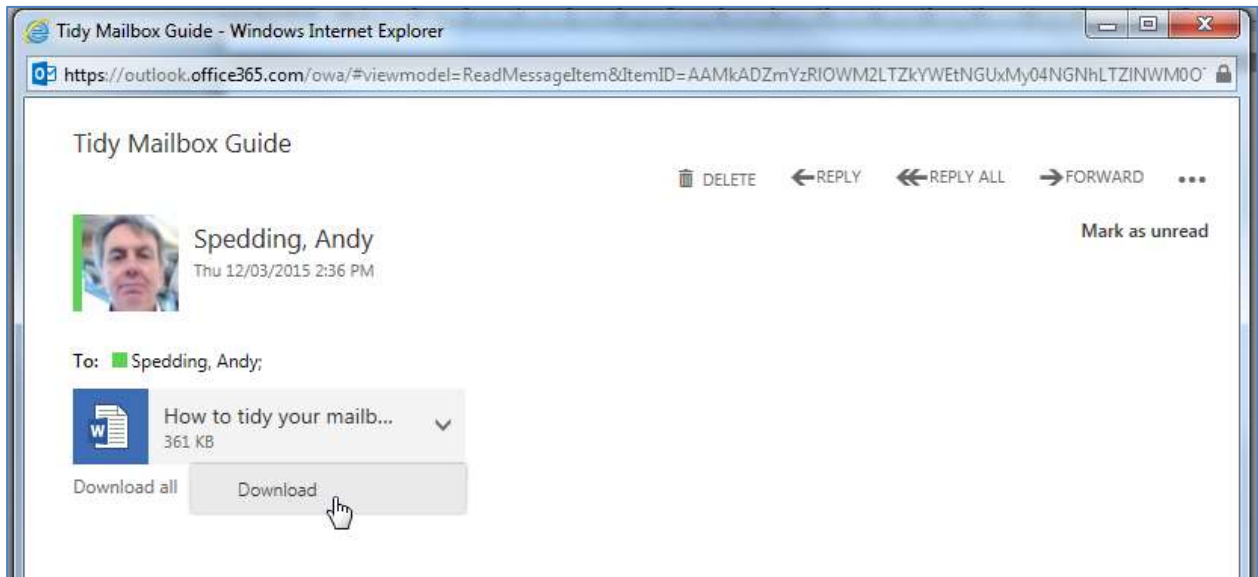 Tidy Mailbox Guide - Windows Internet Explorer
https://outlook.office365.com/owa/#viewmodel=ReadMessageItem&ItemID=AAMkADZmYzRlOWM2LTZkYWEtNGUxMy04NGNhLTZlNWM0O
Tidy Mailbox Guide
DELETE REPLY REPLY ALL FORWARD ...
Spedding, Andy
Mark as unread
Thu 12/03/2015 2:36 PM
To: Spedding, Andy;
W
How to tidy your mailb...
361 KB
Download all
Download